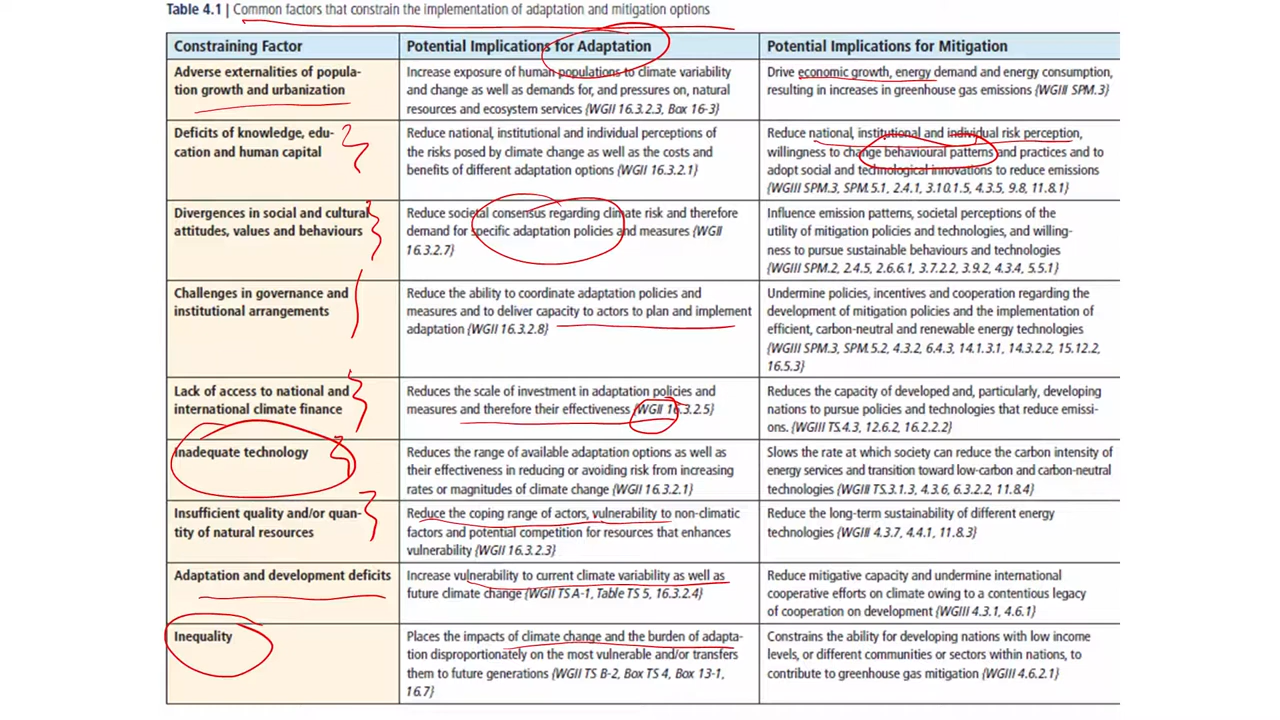 Table 4.1 | Common factors that constrain the implementation of adaptation and mitigation options
Constraining Factor
Potential Implications for Adaptation
Potential Implications for Mitigation
Adverse externalities of popula-
tion growth and urbanization
Increase exposure of human populations to climate variability
and change as well as demands for, and pressures on, natural
resources and ecosystem services {WGII 16.3.2.3, Box 16-3}
Drive economic growth, energy demand and energy consumption,
resulting in increases in greenhouse gas emissions {WGIII SPM.3}
Deficits of knowledge, edu-
cation and human capital
Reduce national, institutional and individual perceptions of
the risks posed by climate change as well as the costs and
benefits of different adaptation options {WGII 16.3.2.1}
Reduce national, institutional and individual risk perception,
willingness to change behavioural patterns and practices and to
adopt social and technological innovations to reduce emissions
{WGIII SPM.3, SPM.5.1, 2.4.1, 3.10.1.5, 4.3.5, 9.8, 11.8.1}
Divergences in social and cultural
attitudes, values and behaviours
Reduce societal consensus regarding climate risk and therefore
demand for specific adaptation policies and measures {WGII
16.3.2.7}
Influence emission patterns, societal perceptions of the
utility of mitigation policies and technologies, and willing-
ness to pursue sustainable behaviours and technologies
{WGIII SPM.2, 2.4.5, 2.6.6.1, 3.7.2.2, 3.9.2, 4.3.4, 5.5.1}
Challenges in governance and
institutional arrangements
Reduce the ability to coordinate adaptation policies and
measures and to deliver capacity to actors to plan and implement
adaptation {WGII 16.3.2.8}
Undermine policies, incentives and cooperation regarding the
development of mitigation policies and the implementation of
efficient, carbon-neutral and renewable energy technologies
{WGIII SPM.3, SPM.5.2, 4.3.2, 6.4.3, 14.1.3.1, 14.3.2.2, 15.12.2,
16.5.3}
Lack of access to national and
international climate finance
Reduces the scale of investment in adaptation policies and
measures and therefore their effectiveness {WGII 16.3.2.5}
Reduces the capacity of developed and, particularly, developing
nations to pursue policies and technologies that reduce emissi-
ons. {WGIII TS.4.3, 12.6.2, 16.2.2.2}
Inadequate technology
Reduces the range of available adaptation options as well as
their effectiveness in reducing or avoiding risk from increasing
rates or magnitudes of climate change {WGII 16.3.2.1}
Slows the rate at which society can reduce the carbon intensity of
energy services and transition toward low-carbon and carbon-neutral
technologies {WGIII TS.3.1.3, 4.3.6, 6.3.2.2, 11.8.4}
Insufficient quality and/or quan-
tity of natural resources
Reduce the coping range of actors, vulnerability to non-climatic
factors and potential competition for resources that enhances
vulnerability {WGII 16.3.2.3}
Reduce the long-term sustainability of different energy
technologies {WGIII 4.3.7, 4.4.1, 11.8.3}
Adaptation and development deficits
Increase vulnerability to current climate variability as well as
future climate change {WGII TS A-1, Table TS 5, 16.3.2.4}
Reduce mitigative capacity and undermine international
cooperative efforts on climate owing to a contentious legacy
of cooperation on development {WGIII 4.3.1, 4.6.1}
Inequality
Places the impacts of climate change and the burden of adapta-
tion disproportionately on the most vulnerable and/or transfers
them to future generations {WGII TS B-2, Box TS 4, Box 13-1,
16.7}
Constrains the ability for developing nations with low income
levels, or different communities or sectors within nations, to
contribute to greenhouse gas mitigation {WGIII 4.6.2.1}